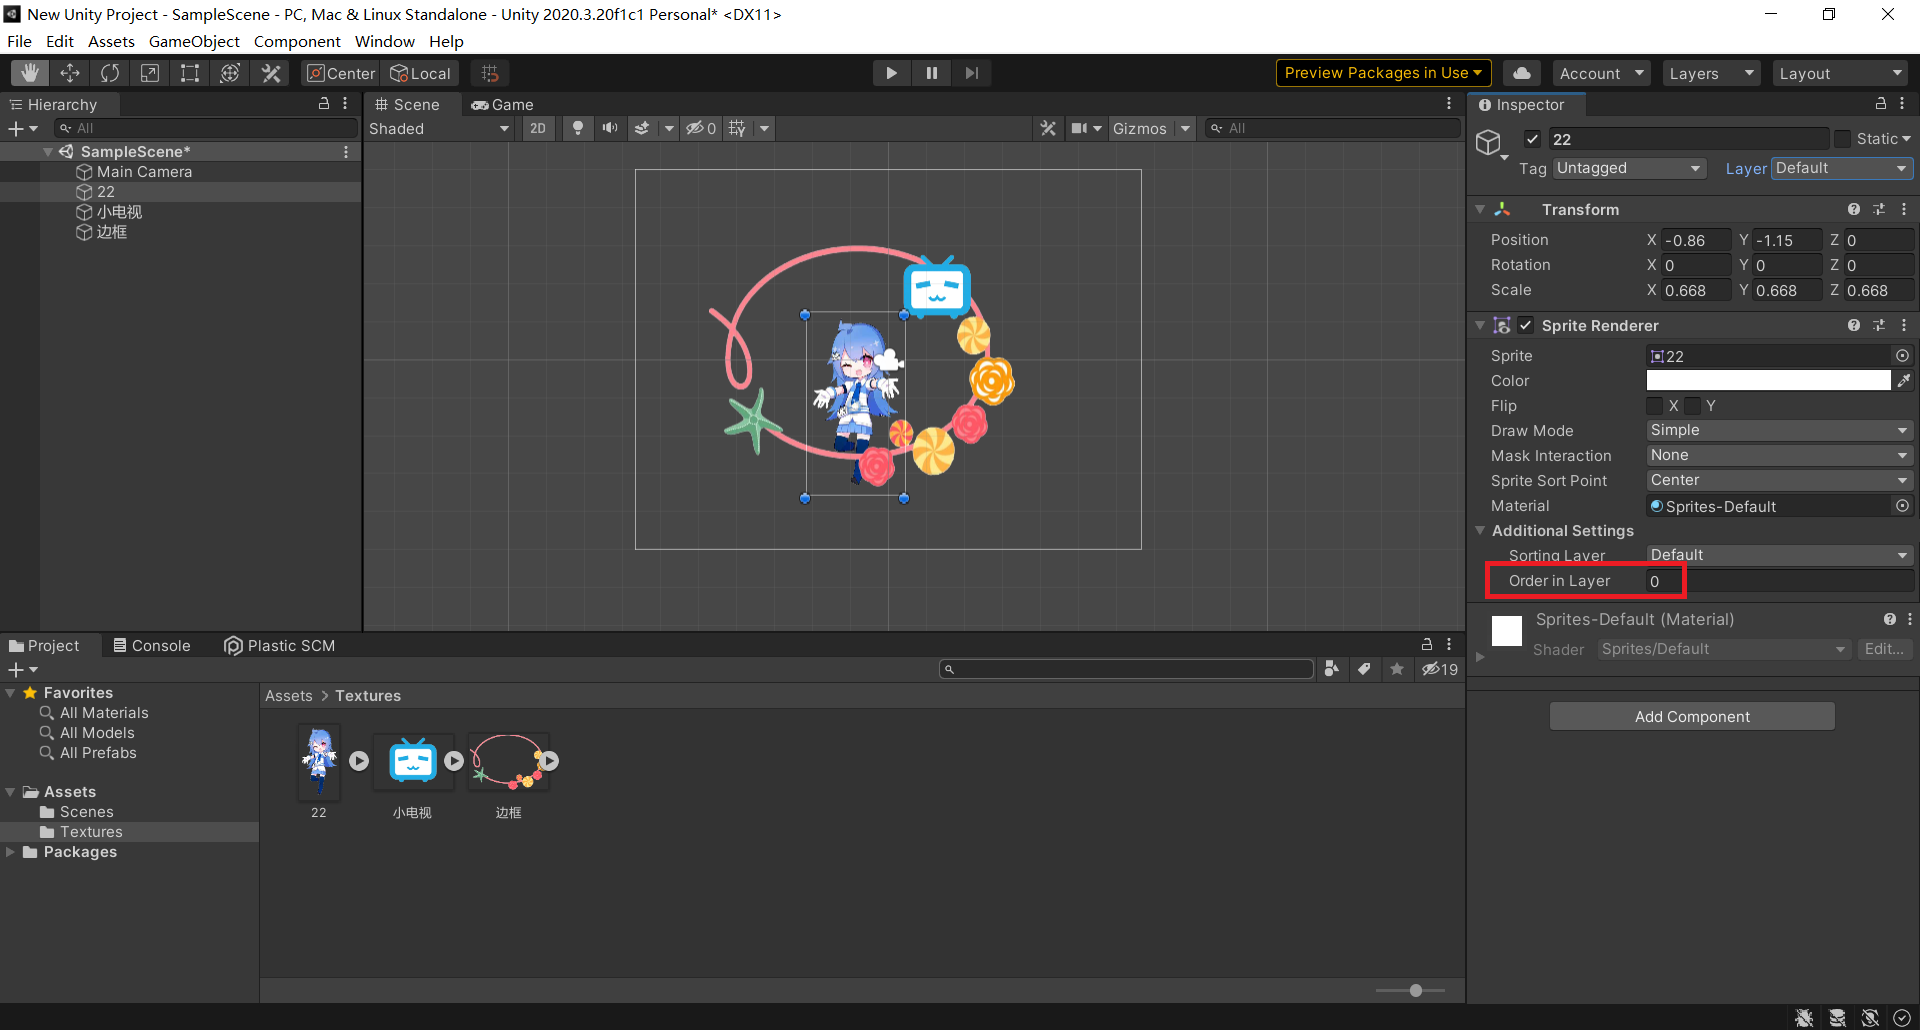 New Unity Project - SampleScene - PC, Mac & Linux Standalone - Unity 2020.3.20f1c1 Personal* <DX11>
File Edit Assets GameObject Component Window Help
Center Local Preview Packages in Use Account Layers Layout
Hierarchy
All
SampleScene*
Main Camera
22
小电视
边框
Scene Game
Shaded 2D 0 Gizmos All
Inspector
22 Static
Tag Untagged Layer Default
Transform
Position X -0.86 Y -1.15 Z 0
Rotation X 0 Y 0 Z 0
Scale X 0.668 Y 0.668 Z 0.668
Sprite Renderer
Sprite 22
Color
Flip X Y
Draw Mode Simple
Mask Interaction None
Sprite Sort Point Center
Material Sprites-Default
Additional Settings
Sorting Layer Default
Order in Layer 0
Sprites-Default (Material)
Shader Sprites/Default Edit...
Add Component
Project Console Plastic SCM
19
Favorites
All Materials
All Models
All Prefabs
Assets
Scenes
Textures
Packages
Assets > Textures
22 小电视 边框